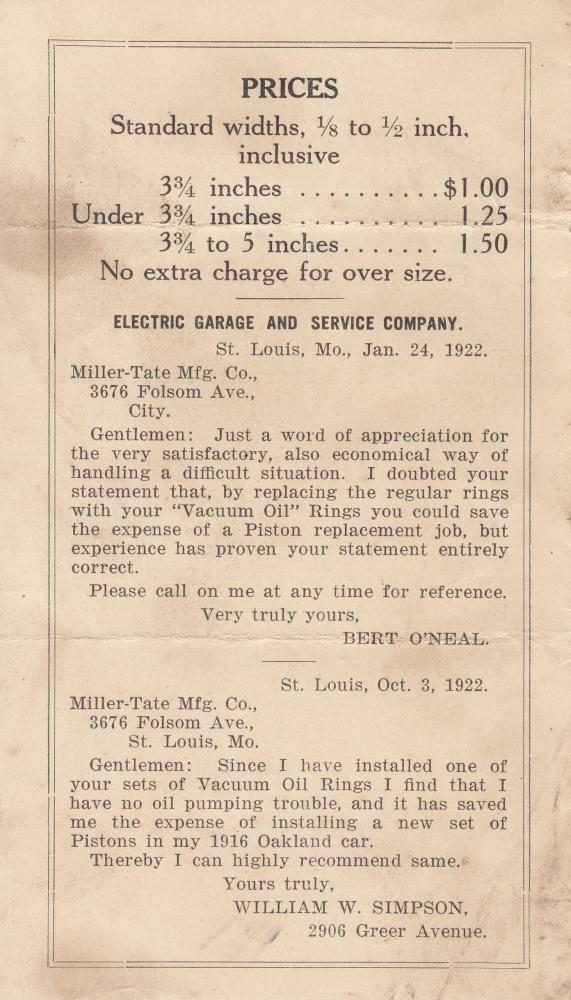 PRICES
Standard widths, ⅛ to ½ inch,
inclusive
3¾ inches ..........$1.00
Under 3¾ inches .......... 1.25
3¾ to 5 inches....... 1.50
No extra charge for over size.
ELECTRIC GARAGE AND SERVICE COMPANY.
St. Louis, Mo., Jan. 24, 1922.
Miller-Tate Mfg. Co.,
3676 Folsom Ave.,
City.
Gentlemen: Just a word of appreciation for
the very satisfactory, also economical way of
handling a difficult situation. I doubted your
statement that, by replacing the regular rings
with your “Vacuum Oil” Rings you could save
the expense of a Piston replacement job, but
experience has proven your statement entirely
correct.
Please call on me at any time for reference.
Very truly yours,
BERT O'NEAL.
St. Louis, Oct. 3, 1922.
Miller-Tate Mfg. Co.,
3676 Folsom Ave.,
St. Louis, Mo.
Gentlemen: Since I have installed one of
your sets of Vacuum Oil Rings I find that I
have no oil pumping trouble, and it has saved
me the expense of installing a new set of
Pistons in my 1916 Oakland car.
Thereby I can highly recommend same.
Yours truly,
WILLIAM W. SIMPSON,
2906 Greer Avenue.